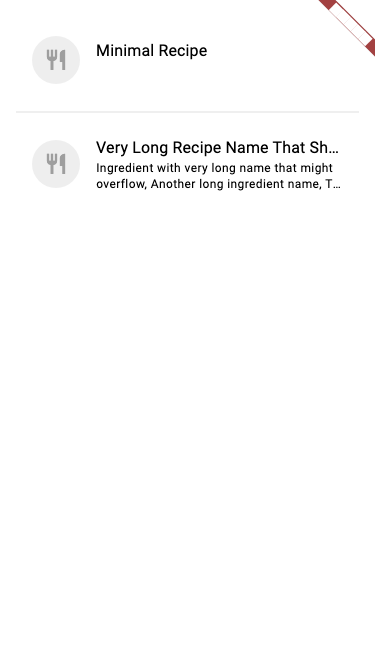 Minimal Recipe
Very Long Recipe Name That Sh…
Ingredient with very long name that might
overflow, Another long ingredient name, T…